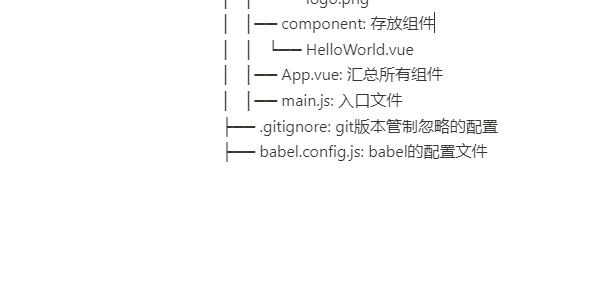 logo.png
│ │── component: 存放组件
│ │ └── HelloWorld.vue
│ │── App.vue: 汇总所有组件
│ │── main.js: 入口文件
├── .gitignore: git版本管制忽略的配置
├── babel.config.js: babel的配置文件